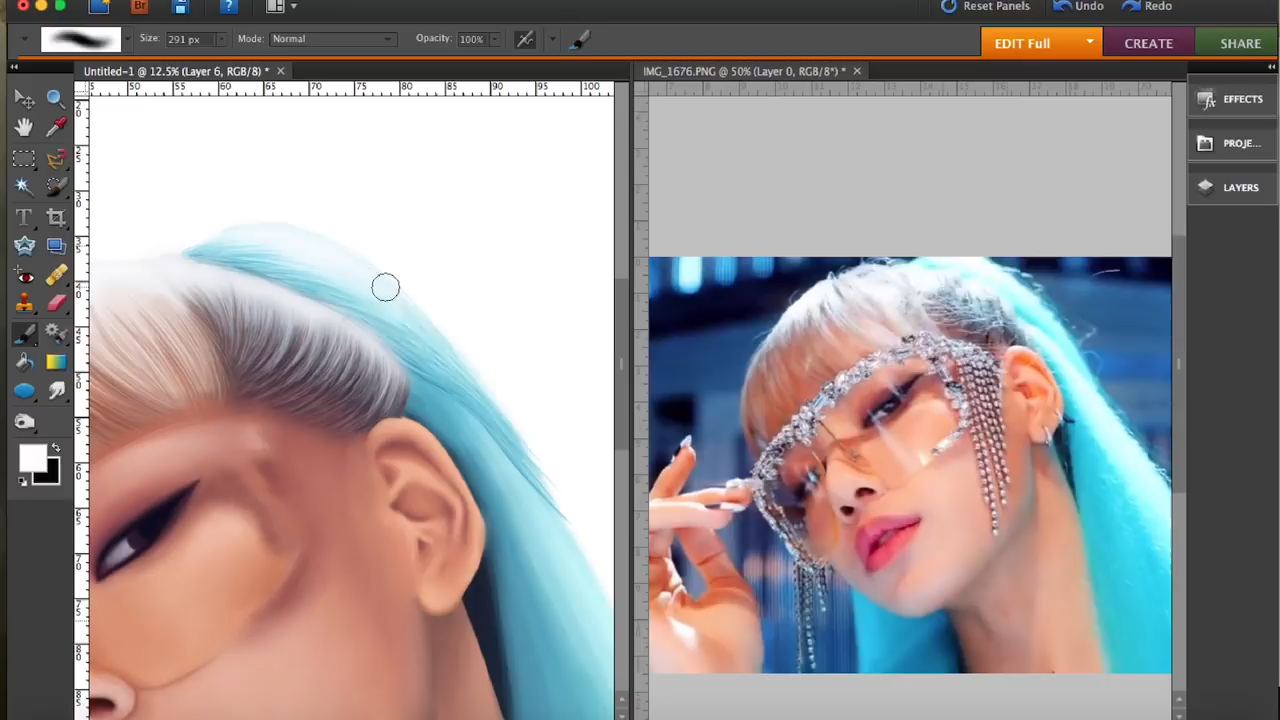 Br ? Reset Panels Undo Redo
Size: 291 px Mode: Normal Opacity: 100% EDIT Full CREATE SHARE
Untitled-1 @ 12.5% (Layer 6, RGB/8) * IMG_1676.PNG @ 50% (Layer 0, RGB/8*) *
50 55 60 65 70 75 80 85 90 95 100
EFFECTS
PROJE...
LAYERS
T